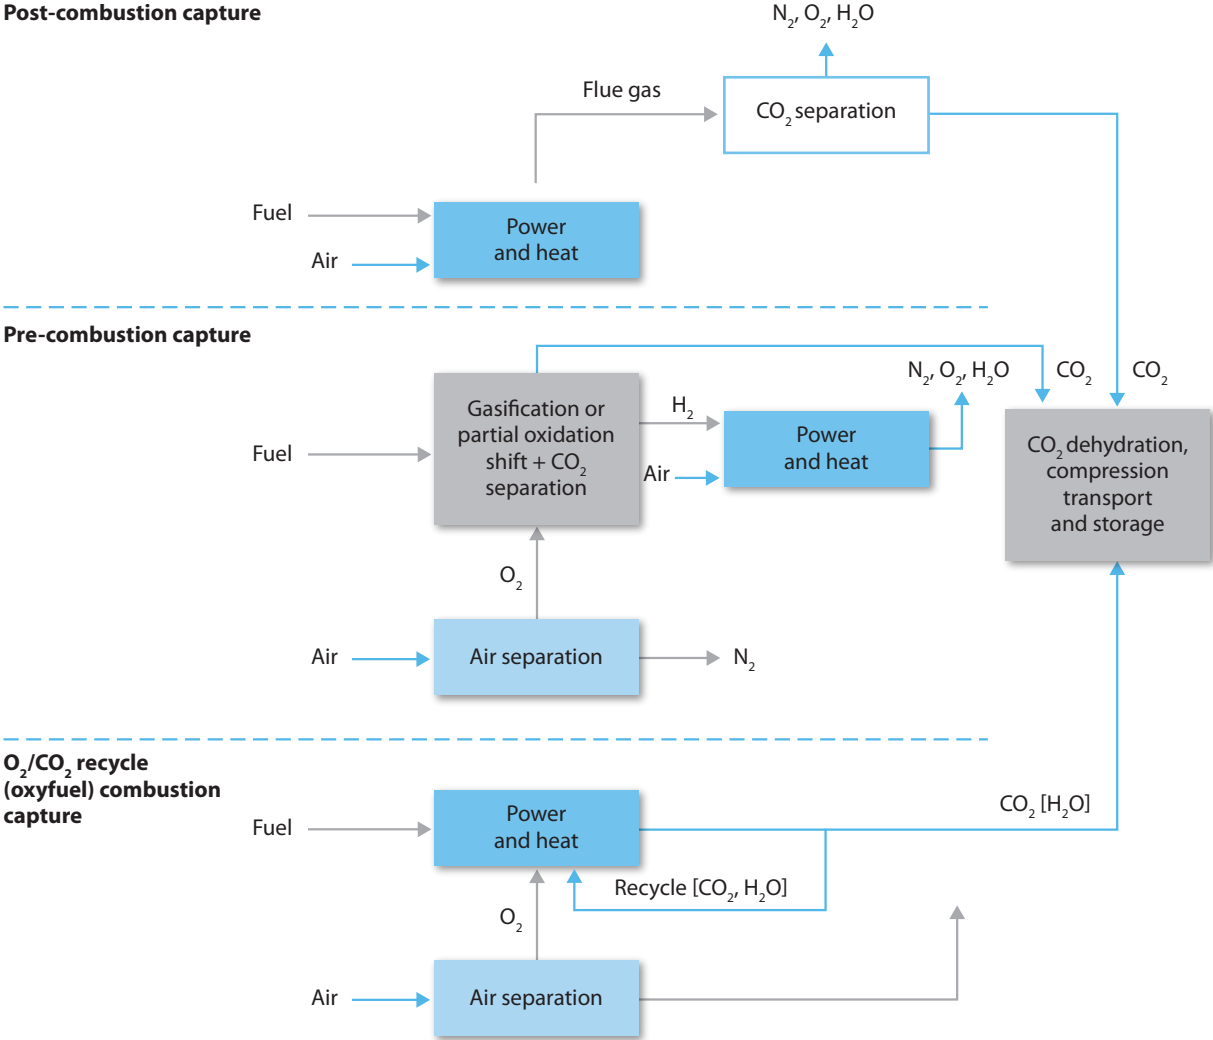 Post-combustion capture
N₂, O₂, H₂O
Flue gas
CO₂ separation
Fuel
Air
Power
and heat
Pre-combustion capture
N₂, O₂, H₂O
CO₂
CO₂
Gasification or
partial oxidation
shift + CO₂
separation
H₂
Fuel
Air
Power
and heat
CO₂ dehydration,
compression
transport
and storage
O₂
Air
Air separation
N₂
O₂/CO₂ recycle
(oxyfuel) combustion
capture
Fuel
Power
and heat
CO₂ [H₂O]
Recycle [CO₂, H₂O]
O₂
Air
Air separation